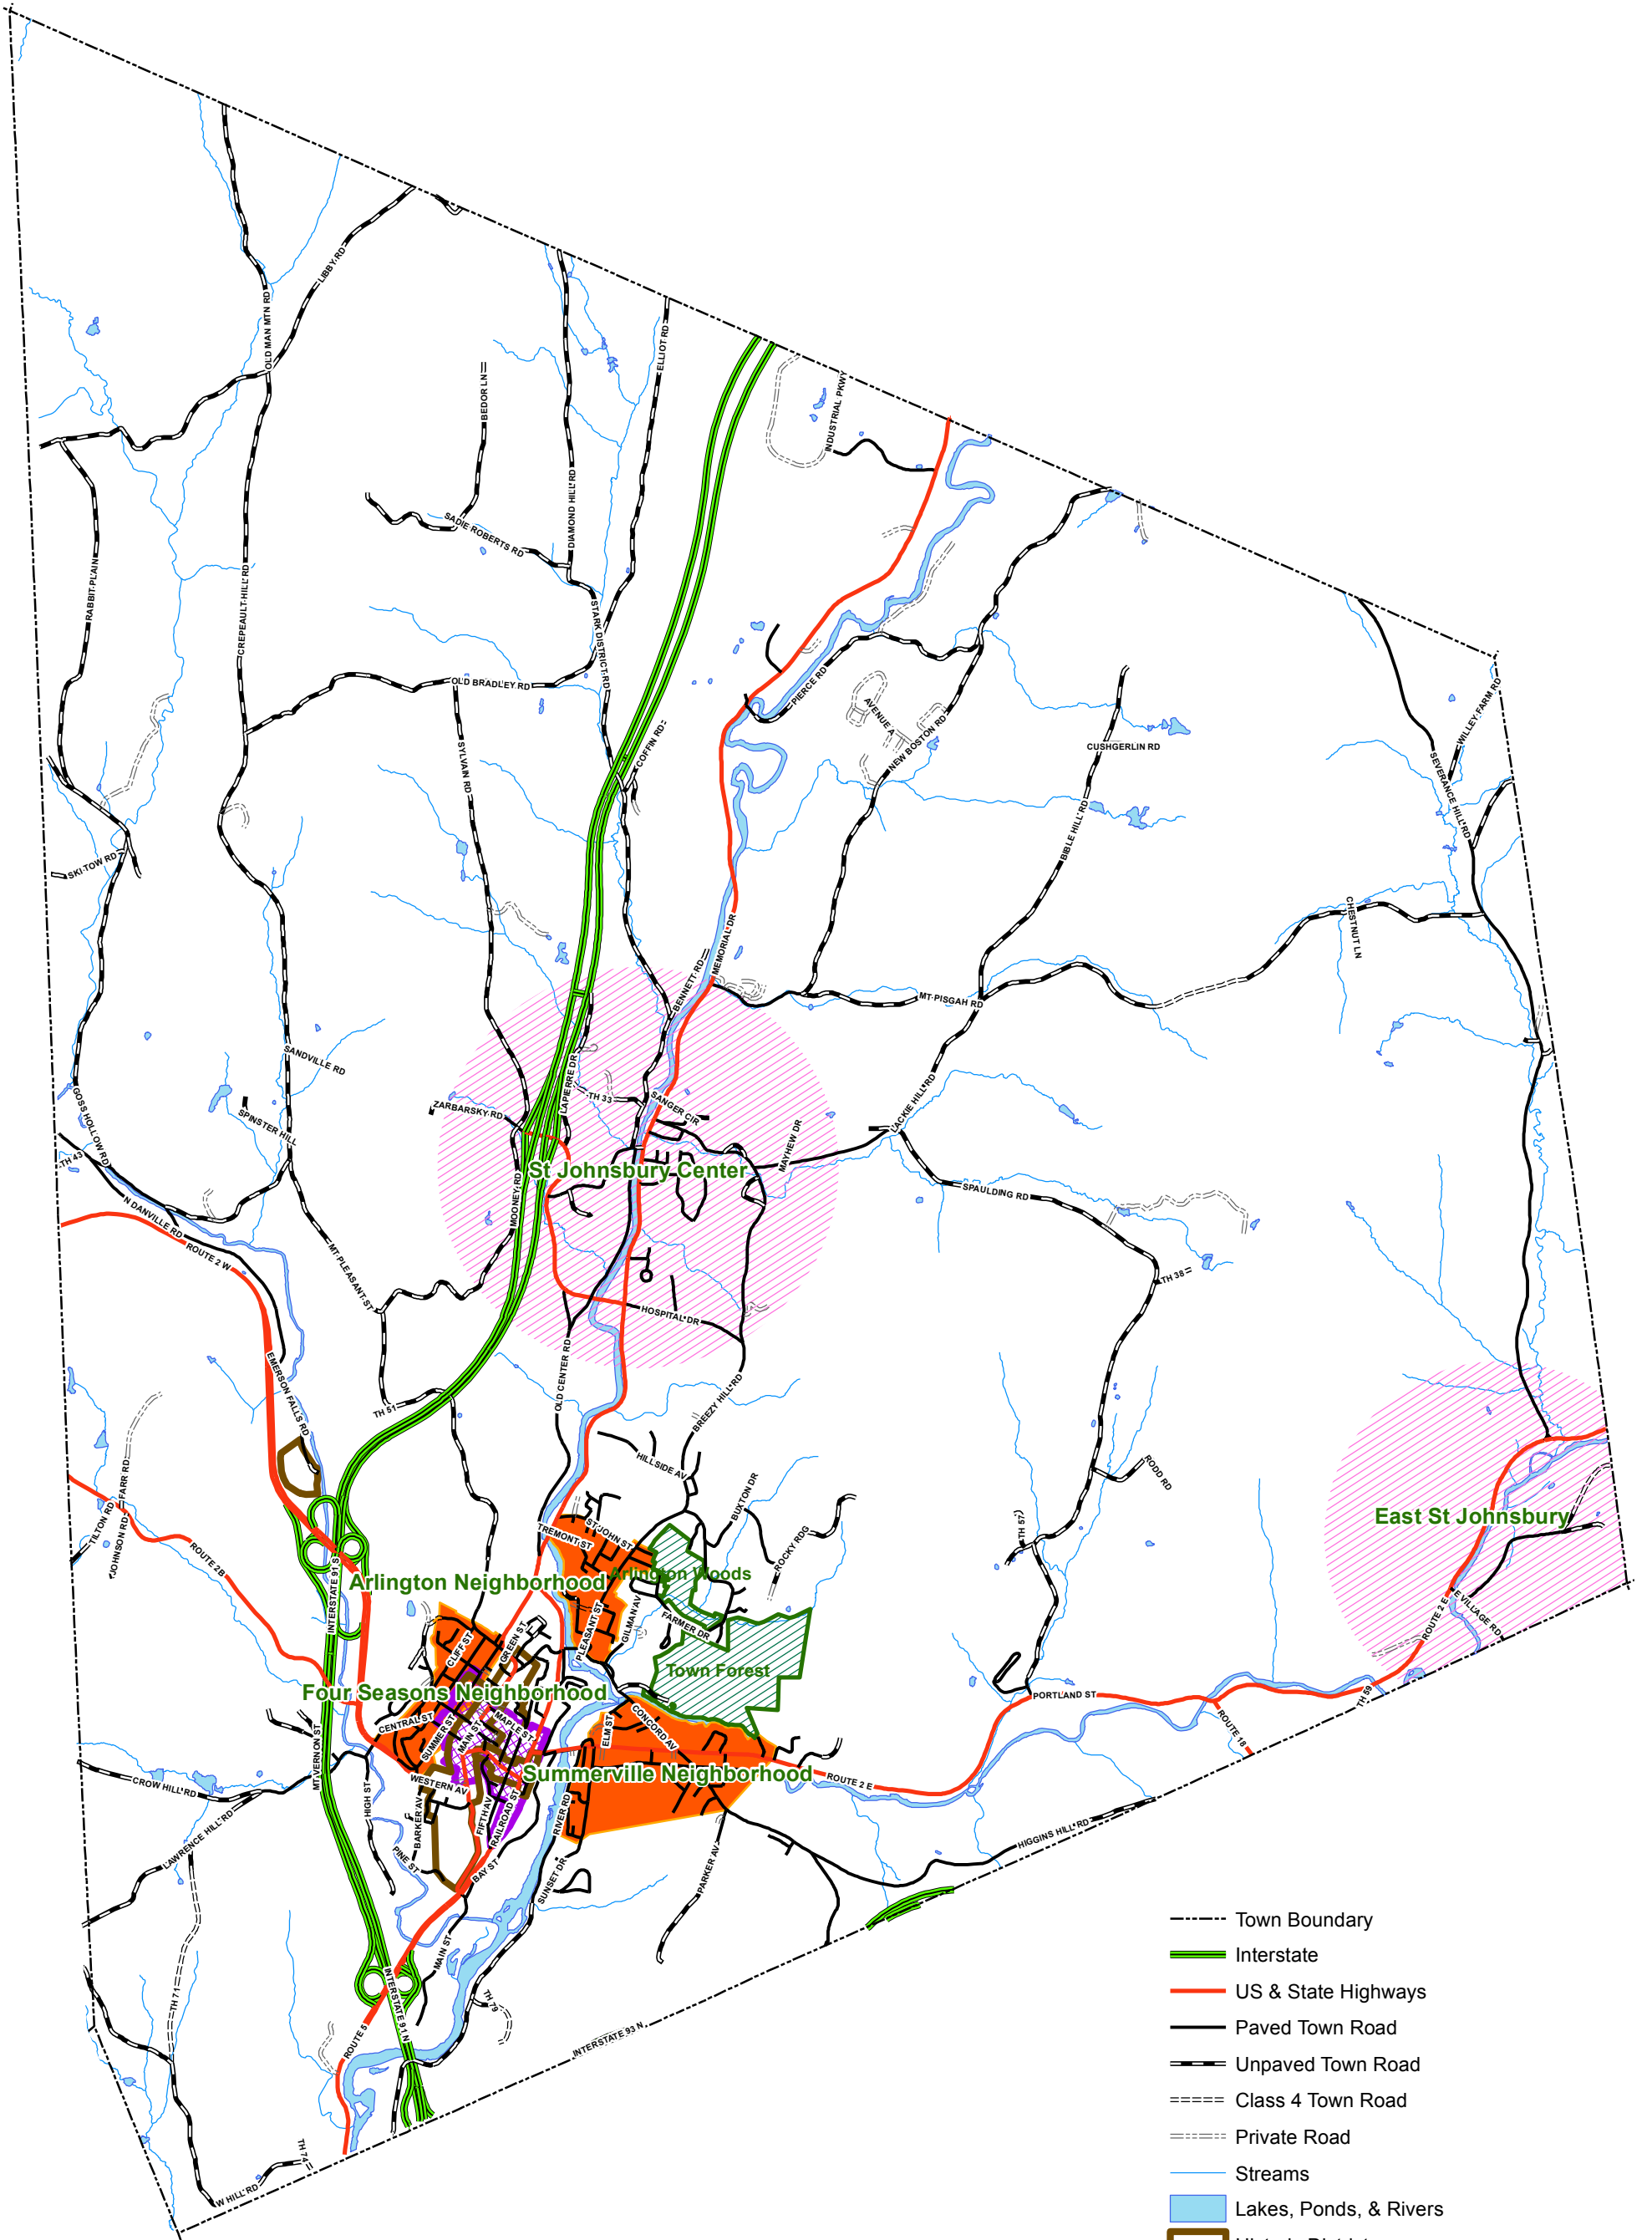 LIBBY RD
OLD MAN MTN RD
ELLIOT RD
BEDOR LN
INDUSTRIAL PKWY
DIAMOND HILL RD
SADIE ROBERTS RD
RABBIT PLAIN
CREPEAULT HILL RD
STARK DISTRICT RD
OLD BRADLEY RD
PIERCE RD
AVENUE A
NEW BOSTON RD
WILLEY FARM RD
COFFIN RD
CUSHGERLIN RD
SYLVAIN RD
SEVERANCE HILL RD
BIBLE HILL RD
SKI TOW RD
CHESTNUT LN
MEMORIAL DR
BENNETT RD
MT PISGAH RD
SANDVILLE RD
LAPIERRE DR
GOSS HOLLOW RD
SPINSTER HILL
ZARBARSKY RD
TH 33
SANGER CIR
LACKIE HILL RD
MAYHEW DR
TH 43
St Johnsbury Center
MOONEY RD
SPAULDING RD
N DANVILLE RD
ROUTE 2 W
MT PLEASANT ST
TH 38
HOSPITAL DR
OLD CENTER RD
EMERSON FALLS RD
TH 51
BREEZY HILL RD
HILLSIDE AV
FARR RD
RODD RD
TILTON RD
BUXTON DR
East St Johnsbury
JOHNSON RD
TREMONT ST
ST JOHN ST
TH 57
ROCKY RDG
ROUTE 2B
INTERSTATE 91 S
Arlington Neighborhood
Arlington Woods
E VILLAGE RD
ROUTE 2 E
GILMAN AV
FARMER DR
PLEASANT ST
GREEN ST
CLIFF ST
Town Forest
Four Seasons Neighborhood
PORTLAND ST
TH 59
ROUTE 18
CENTRAL ST
SUMMER ST
MAIN ST
MAPLE ST
ELM ST
CONCORD AV
MT VERNON ST
Summerville Neighborhood
ROUTE 2 E
CROW HILL RD
WESTERN AV
HIGH ST
BARKER AV
FIFTH AV
RAILROAD ST
RIVER RD
LAWRENCE HILL RD
HIGGINS HILL RD
PINE ST
BAY ST
SUNSET DR
PARKER AV
Town Boundary
MAIN ST
Interstate
INTERSTATE 91 N
TH 71
TH 79
US & State Highways
ROUTE 5
INTERSTATE 93 N
Paved Town Road
Unpaved Town Road
Class 4 Town Road
Private Road
TH 74
Streams
W HILL RD
Lakes, Ponds, & Rivers